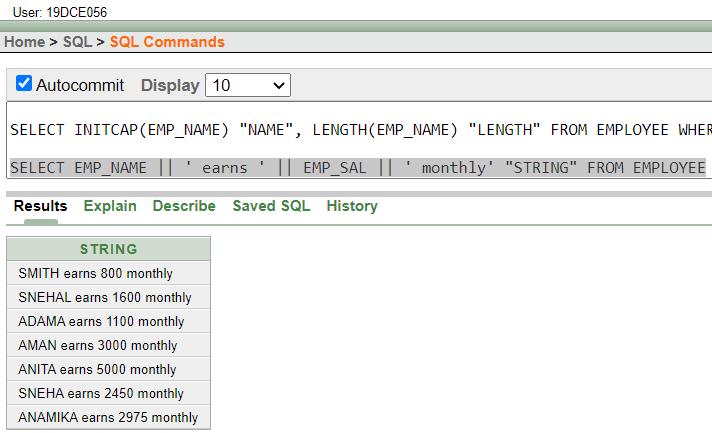 User: 19DCE056
Home > SQL > SQL Commands
Autocommit Display 10
SELECT INITCAP(EMP_NAME) "NAME", LENGTH(EMP_NAME) "LENGTH" FROM EMPLOYEE WHER
SELECT EMP_NAME || ' earns ' || EMP_SAL || ' monthly' "STRING" FROM EMPLOYEE
Results Explain Describe Saved SQL History
STRING
SMITH earns 800 monthly
SNEHAL earns 1600 monthly
ADAMA earns 1100 monthly
AMAN earns 3000 monthly
ANITA earns 5000 monthly
SNEHA earns 2450 monthly
ANAMIKA earns 2975 monthly